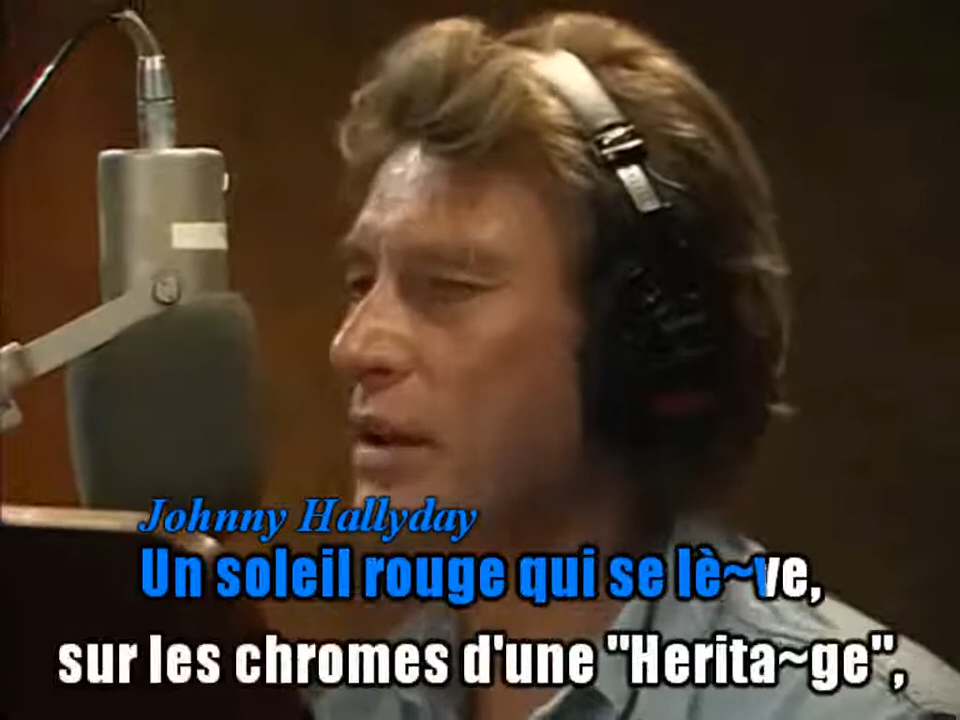 Johnny Hallyday
Un soleil rouge qui se lè~ve,
sur les chromes d'une "Herita~ge",